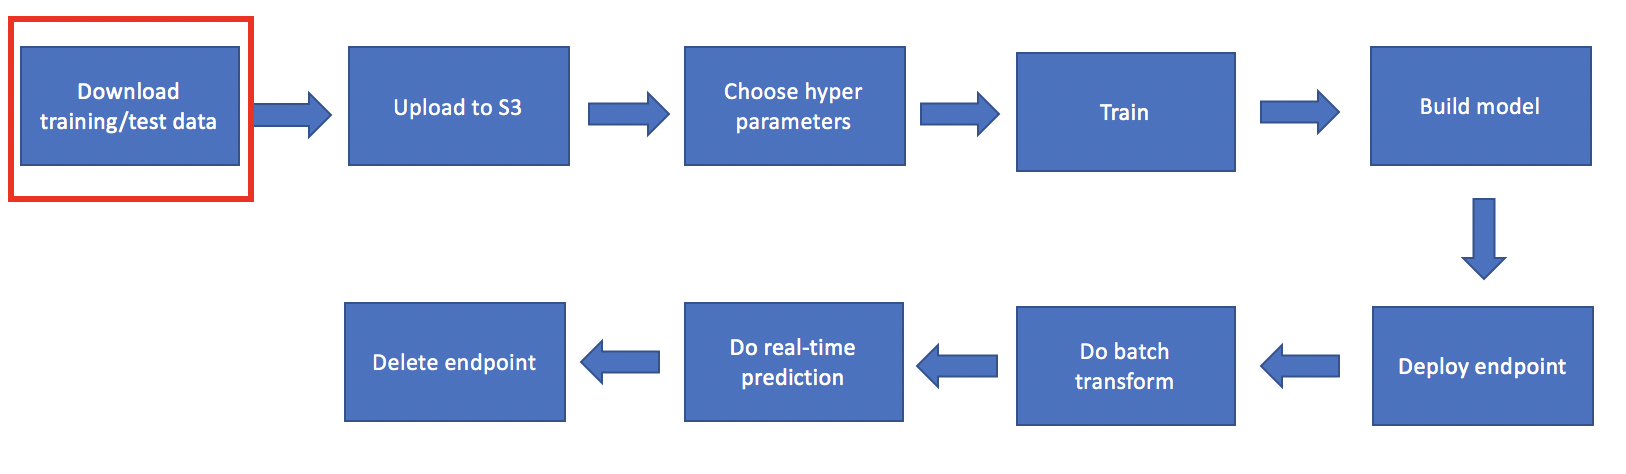 Download
training/test data
Upload to S3
Choose hyper
parameters
Train
Build model
Deploy endpoint
Do batch
transform
Do real-time
prediction
Delete endpoint